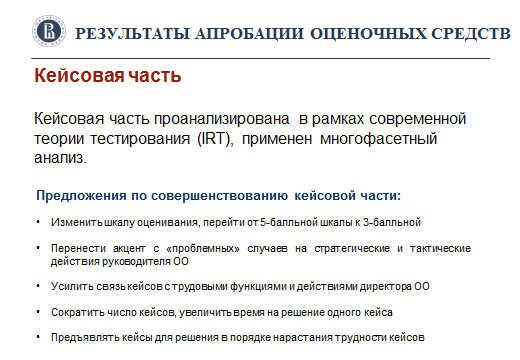 РЕЗУЛЬТАТЫ АПРОБАЦИИ ОЦЕНОЧНЫХ СРЕДСТВ
Кейсовая часть
Кейсовая часть проанализирована в рамках современной
теории тестирования (IRT), применен многофасетный
анализ.
Предложения по совершенствованию кейсовой части:
• Изменить шкалу оценивания, перейти от 5-балльной шкалы к 3-балльной
• Перенести акцент с «проблемных» случаев на стратегические и тактические
действия руководителя ОО
• Усилить связь кейсов с трудовыми функциями и действиями директора ОО
• Сократить число кейсов, увеличить время на решение одного кейса
• Предъявлять кейсы для решения в порядке нарастания трудности кейсов